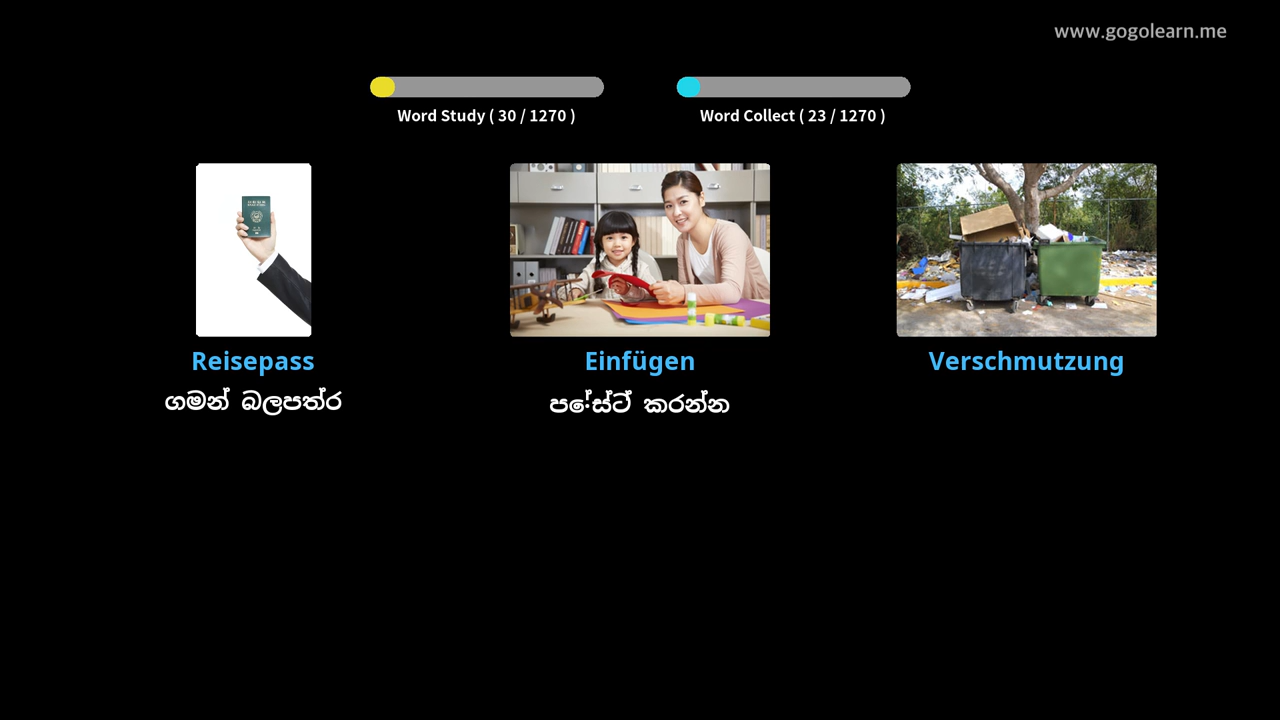 www.gogolearn.me
Word Study ( 30 / 1270 )
Word Collect ( 23 / 1270 )
Reisepass
Einfügen
Verschmutzung
ගමන් බලපත්ර
පේස්ට් කරන්න